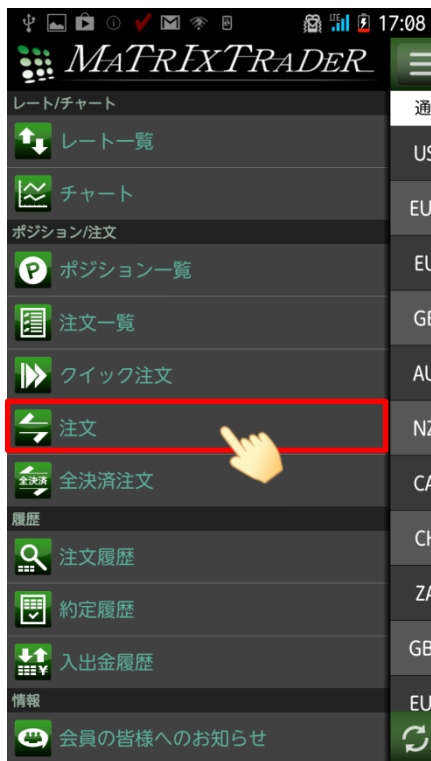 17:08
MATRIXTRADER
レート/チャート
レート一覧
チャート
ポジション/注文
P
ポジション一覧
注文一覧
クイック注文
注文
全決済
全決済注文
履歴
注文履歴
約定履歴
¥
入出金履歴
情報
会員の皆様へのお知らせ
通
US
EU
EU
GB
AU
NZ
CA
CH
ZA
GB
EU